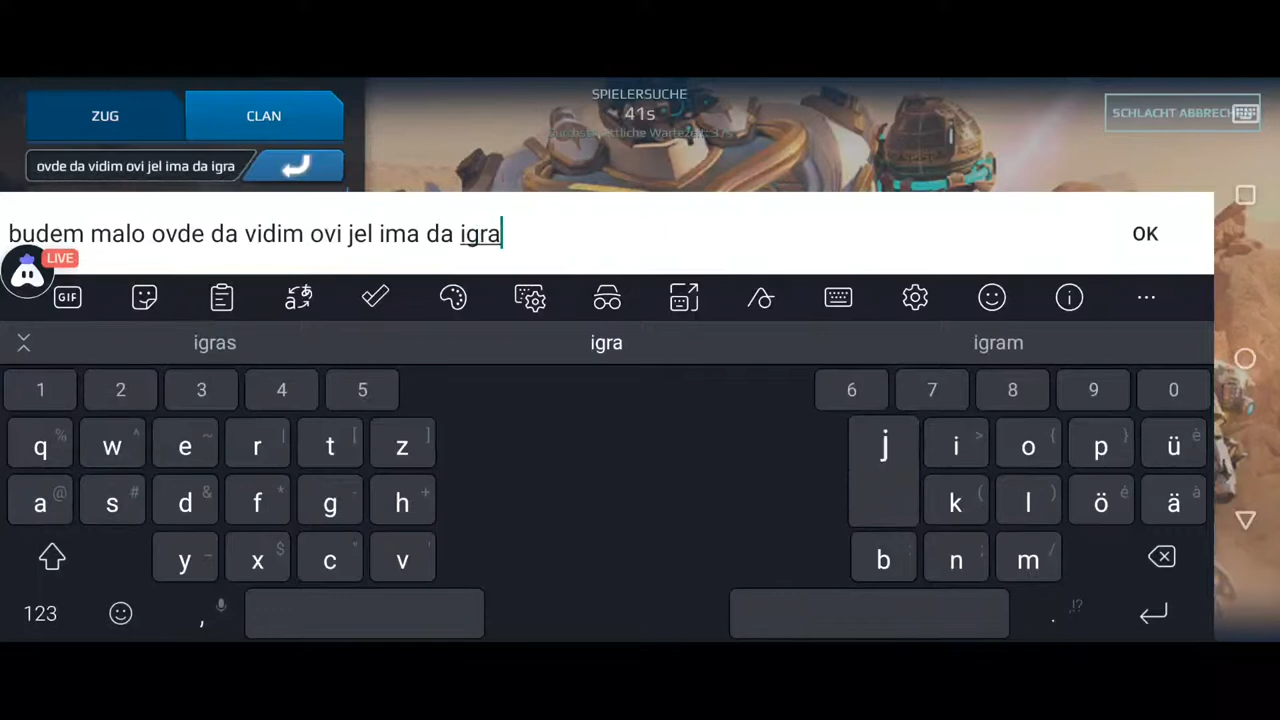 SPIELERSUCHE
ZUG
CLAN
41s
SCHLACHT ABBRECH
Wartezeit: 37s
ovde da vidim ovi jel ima da igra
budem malo ovde da vidim ovi jel ima da igra
OK
LIVE
GIF
igras
igra
igram
1 2 3 4 5 6 7 8 9 0
q % w ^ e ~ r | t [ z ] j i > o { p } ü è
a @ s # d & f * g - h + k ( l ) ö é ä à
y _ x $ c " v ' b : n ; m /
123 , . ,!?